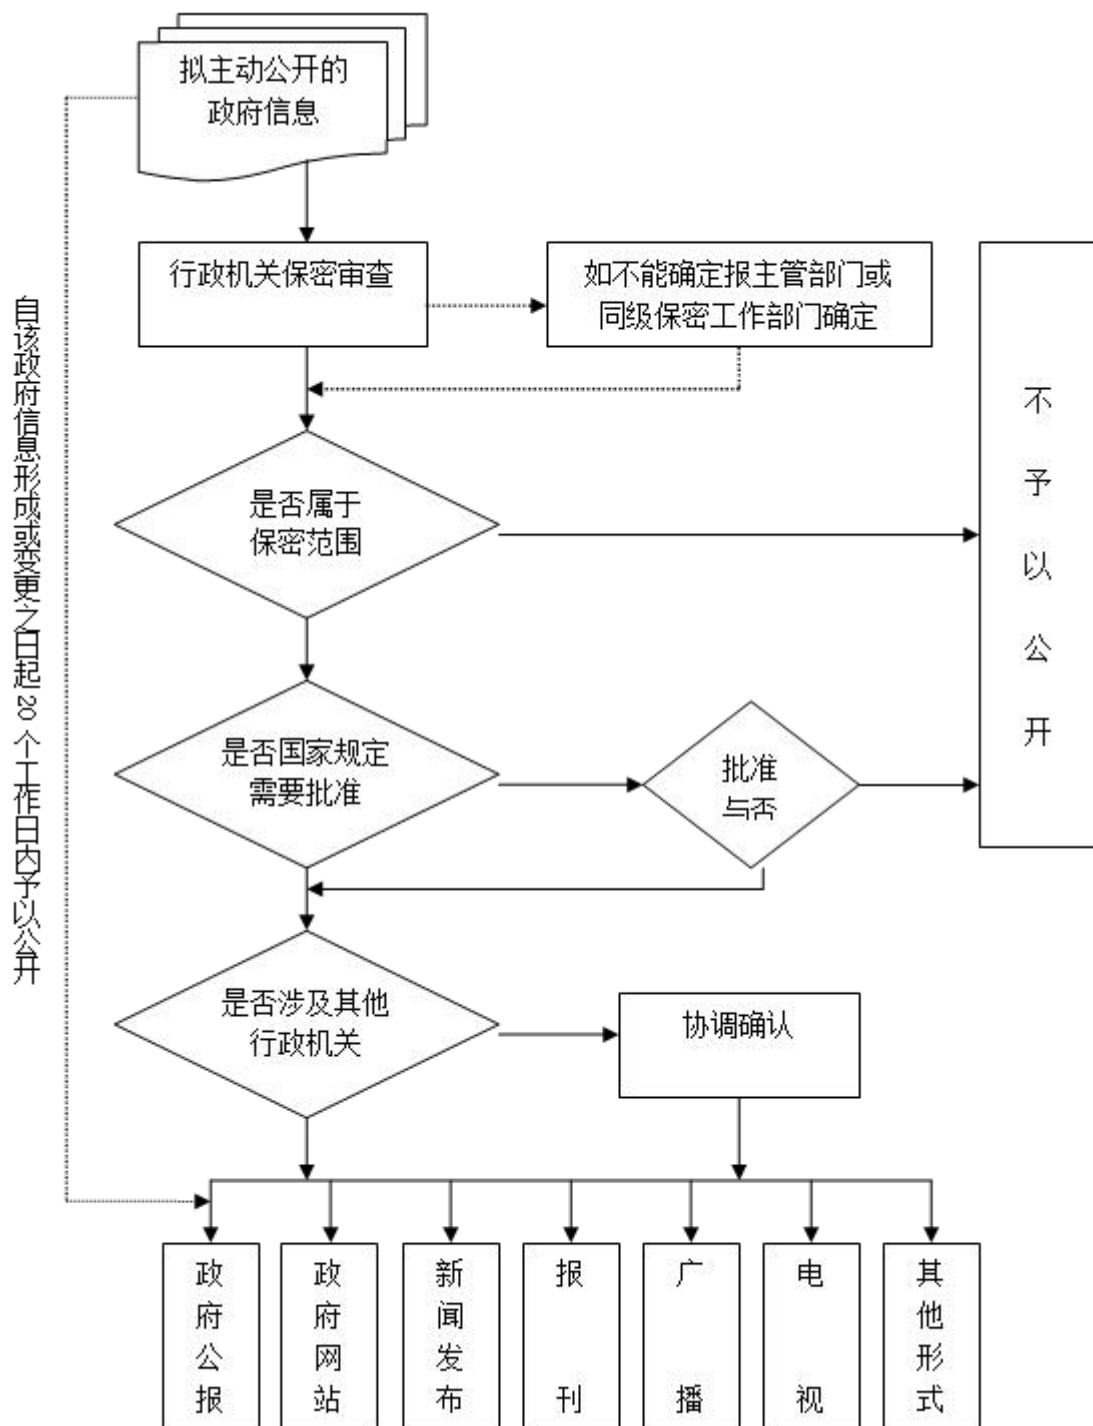 拟主动公开的
政府信息
行政机关保密审查
如不能确定报主管部门或
同级保密工作部门确定
不予以公开
自该政府信息形成或变更之日起20个工作日内予以公开
是否属于
保密范围
是否国家规定
需要批准
批准
与否
是否涉及其他
行政机关
协调确认
政府公报
政府网站
新闻发布
报刊
广播
电视
其他形式